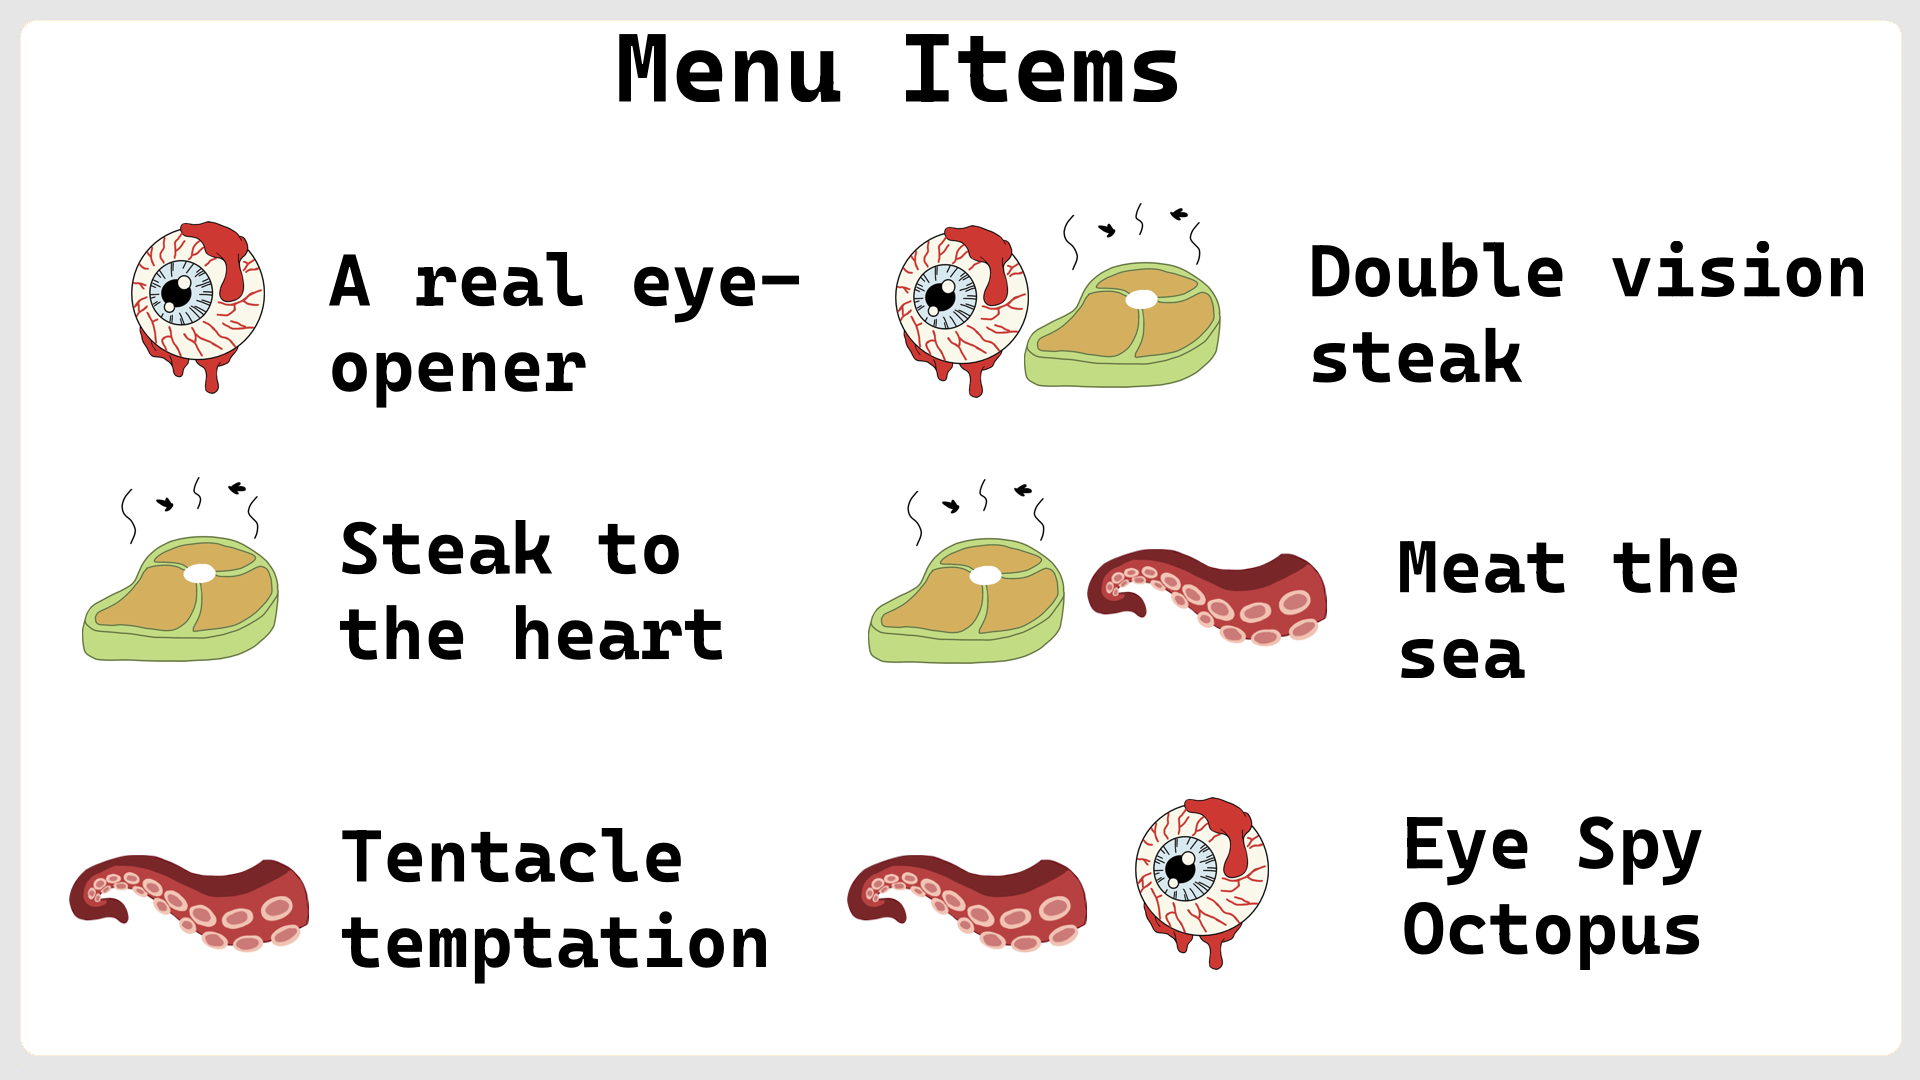 Menu Items
A real eye-
opener
Double vision
steak
Steak to
the heart
Meat the
sea
Tentacle
temptation
Eye Spy
Octopus